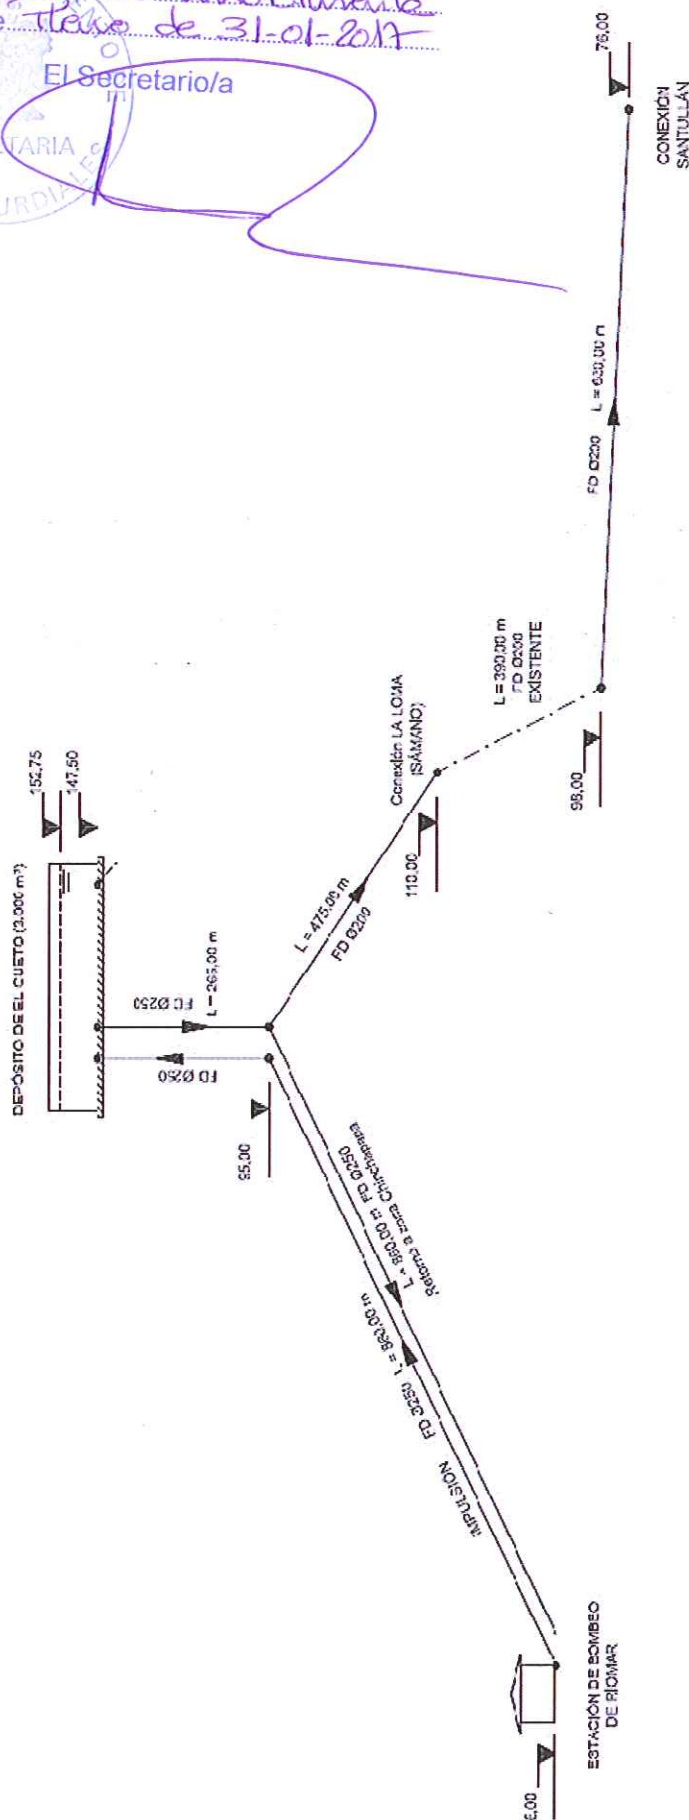 de 31-01-2017
El Secretario/a
DEPÓSITO DE EL CUETO (3.000 m³)
152,75
147,50
FD Ø250
L = 265,00 m
FD Ø250
95,00
L = 475,00 m
FD Ø200
Conexión LA LOMA
(SÁMANO)
110,00
L = 390,00 m
FD Ø200
EXISTENTE
98,00
FD Ø200 L = 630,00 m
76,00
CONEXIÓN
SANTULLÁN
IMPULSIÓN FD Ø250 L = 860,00 m
L = 860,00 m FD Ø250
Retorno a zona Chinchapapa
ESTACIÓN DE BOMBEO
DE RIOMAR